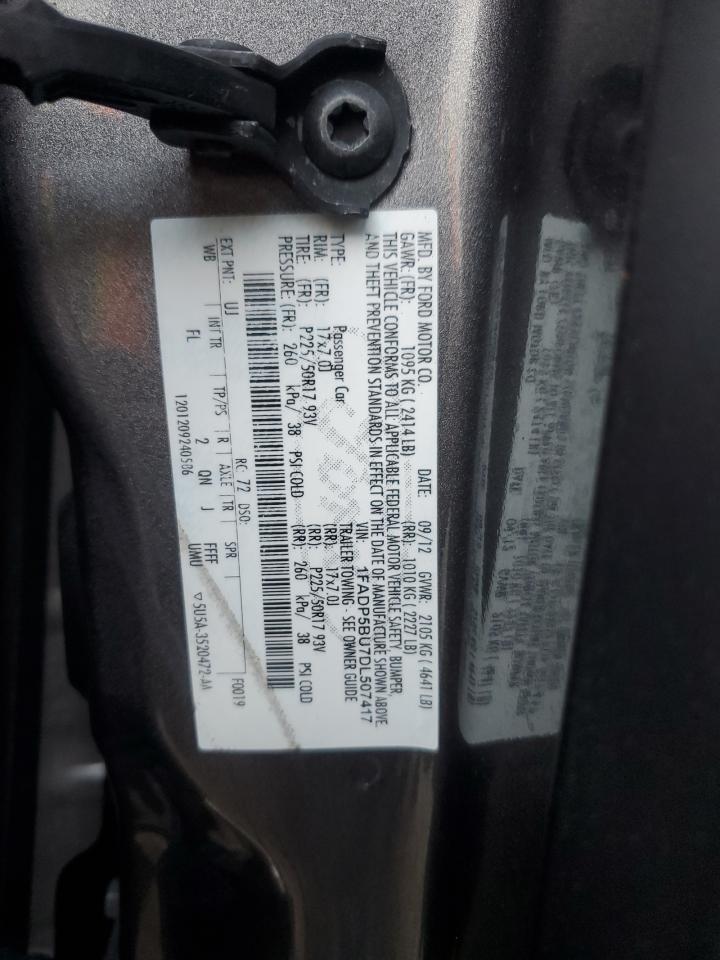 MFD. BY FORD MOTOR CO.
DATE: 09/12 GVWR: 2105 KG ( 4641 LB)
GAWR: (FR): 1095 KG ( 2414 LB) (RR): 1010 KG ( 2227 LB)
THIS VEHICLE CONFORMS TO ALL APPLICABLE FEDERAL MOTOR VEHICLE SAFETY, BUMPER,
AND THEFT PREVENTION STANDARDS IN EFFECT ON THE DATE OF MANUFACTURE SHOWN ABOVE.
VIN: 1FADP5BU7DL507417
TYPE: Passenger Car TRAILER TOWING - SEE OWNER GUIDE
RIM: (FR): 17x7.0J (RR): 17x7.0J
TIRE: (FR): P225/50R17 93V (RR): P225/50R17 93V
PRESSURE: (FR): 260 kPa/ 38 PSI COLD (RR): 260 kPa/ 38 PSI COLD
F0019
EXT PNT: UJ RC: 72 DSO:
WB INT TR TP/PS R AXLE TR SPR
FL 2 QN J FFFF UMU
1201209240506 ▽5U5A-3520472-AA